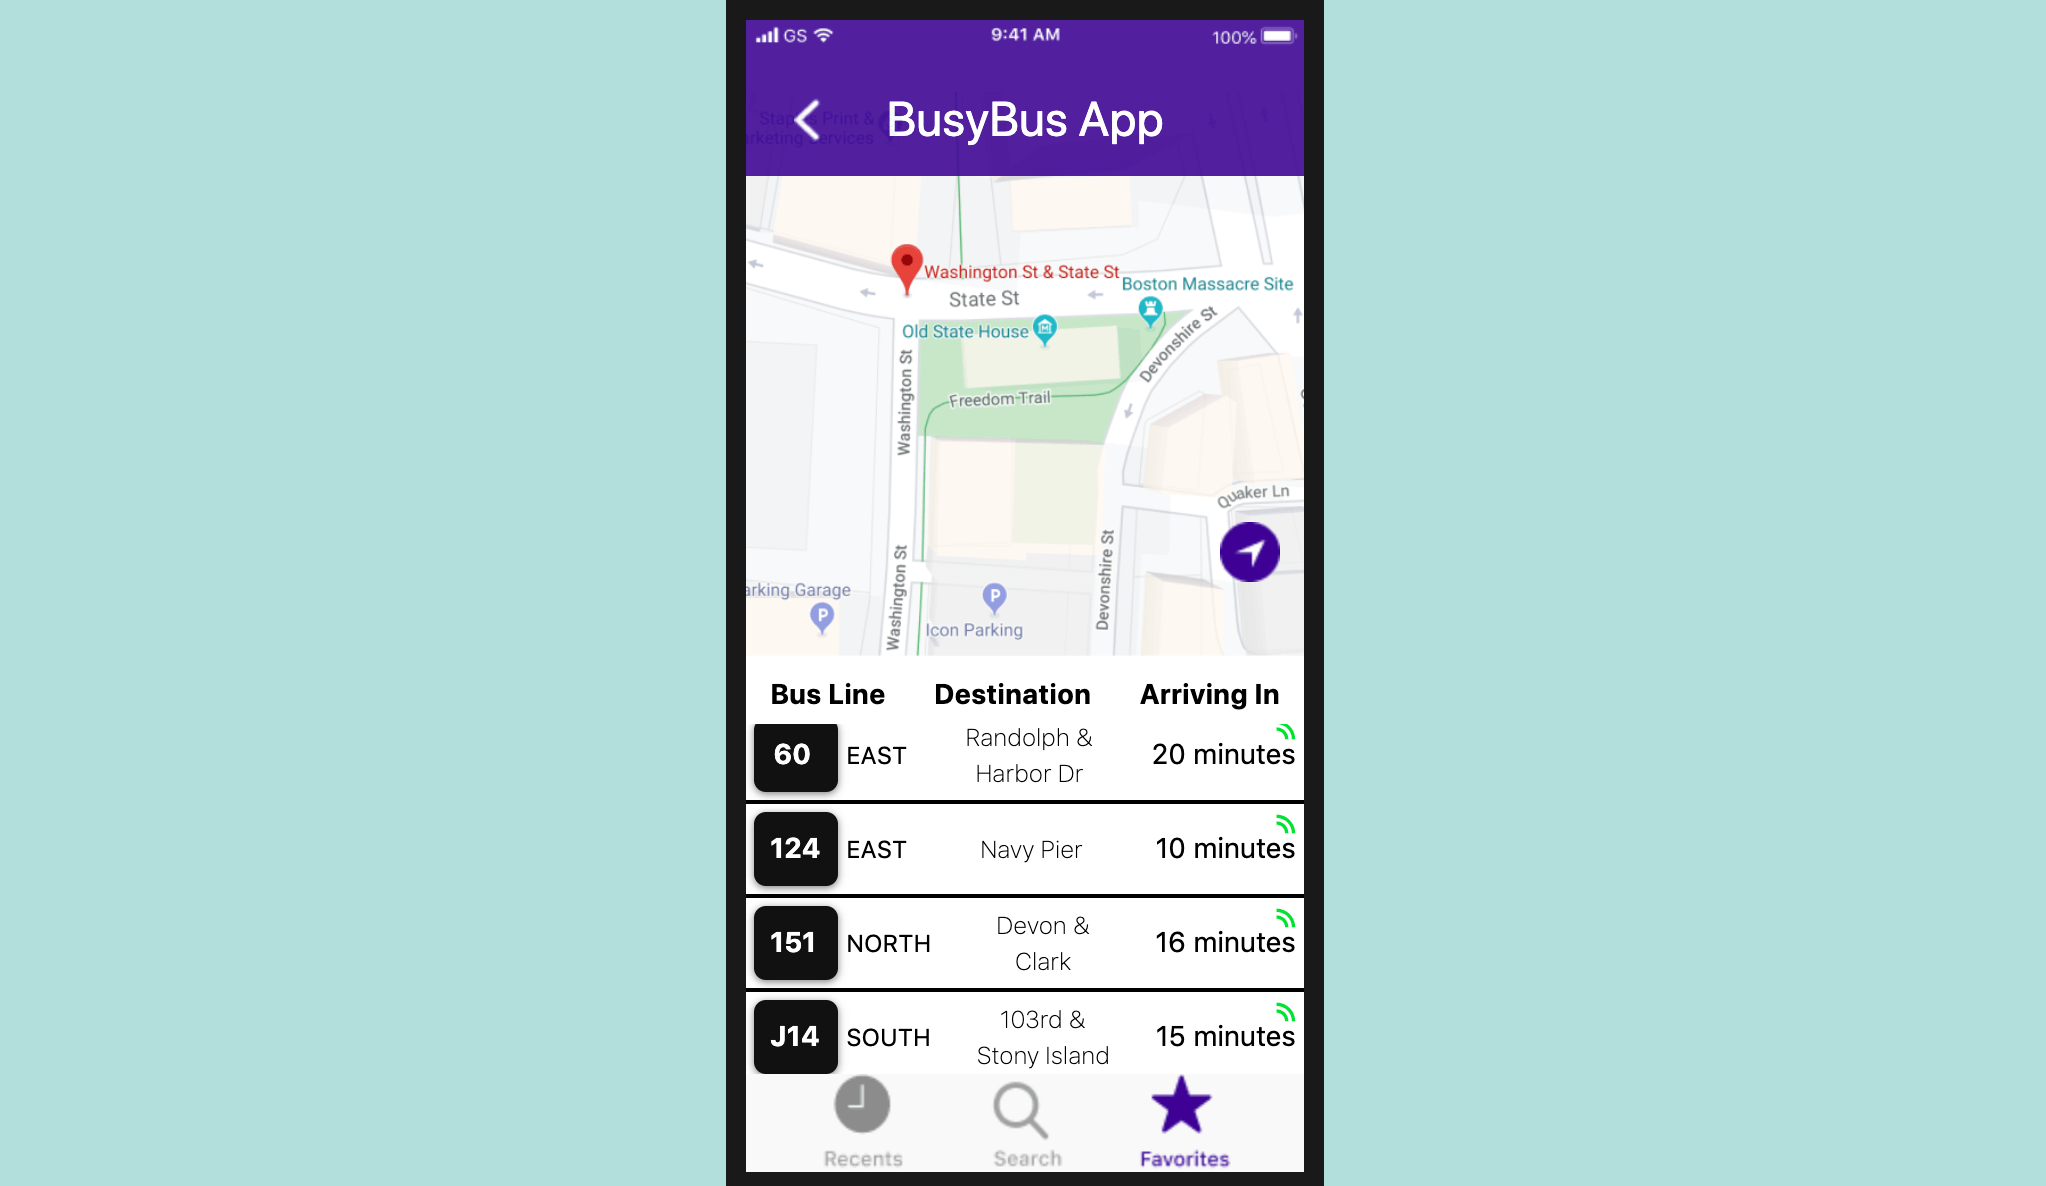 GS
9:41 AM
100%
BusyBus App
Print &
Services
Washington St & State St
State St
Boston Massacre Site
Old State House
Devonshire St
Washington St
Freedom Trail
Quaker Ln
Washington St
Devonshire St
arking Garage
P
P
Icon Parking
Bus Line Destination Arriving In
60 EAST Randolph & Harbor Dr 20 minutes
124 EAST Navy Pier 10 minutes
151 NORTH Devon & Clark 16 minutes
J14 SOUTH 103rd & Stony Island 15 minutes
Recents Search Favorites